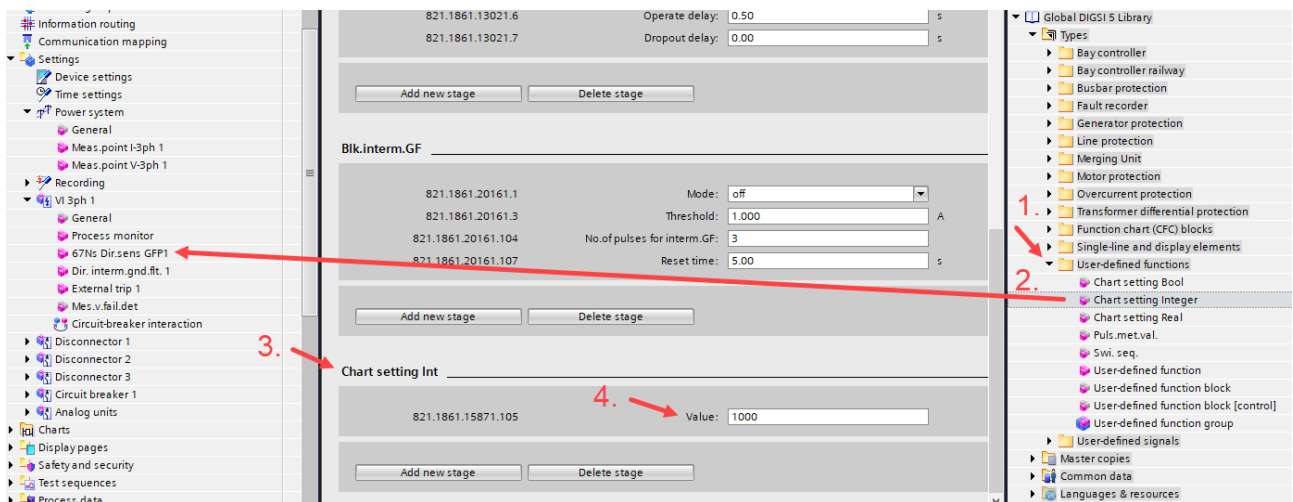 Information routing
Communication mapping
Settings
Device settings
Time settings
Power system
General
Meas.point I-3ph 1
Meas.point V-3ph 1
Recording
VI 3ph 1
General
Process monitor
67Ns Dir.sens GFP1
Dir. interm.gnd.flt. 1
External trip 1
Mes.v.fail.det
Circuit-breaker interaction
Disconnector 1
Disconnector 2
Disconnector 3
Circuit breaker 1
Analog units
Charts
Display pages
Safety and security
Test sequences
Process data
821.1861.13021.6 Operate delay: 0.50 s
821.1861.13021.7 Dropout delay: 0.00 s
Add new stage Delete stage
Blk.interm.GF
821.1861.20161.1 Mode: off
821.1861.20161.3 Threshold: 1.000 A
821.1861.20161.104 No.of pulses for interm.GF: 3
821.1861.20161.107 Reset time: 5.00 s
Add new stage Delete stage
3.
Chart setting Int
4.
821.1861.15871.105 Value: 1000
Add new stage Delete stage
Global DIGSI 5 Library
Types
Bay controller
Bay controller railway
Busbar protection
Fault recorder
Generator protection
Line protection
Merging Unit
Motor protection
Overcurrent protection
1.
Transformer differential protection
Function chart (CFC) blocks
Single-line and display elements
User-defined functions
2.
Chart setting Bool
Chart setting Integer
Chart setting Real
Puls.met.val.
Swi. seq.
User-defined function
User-defined function block
User-defined function block [control]
User-defined function group
User-defined signals
Master copies
Common data
Languages & resources